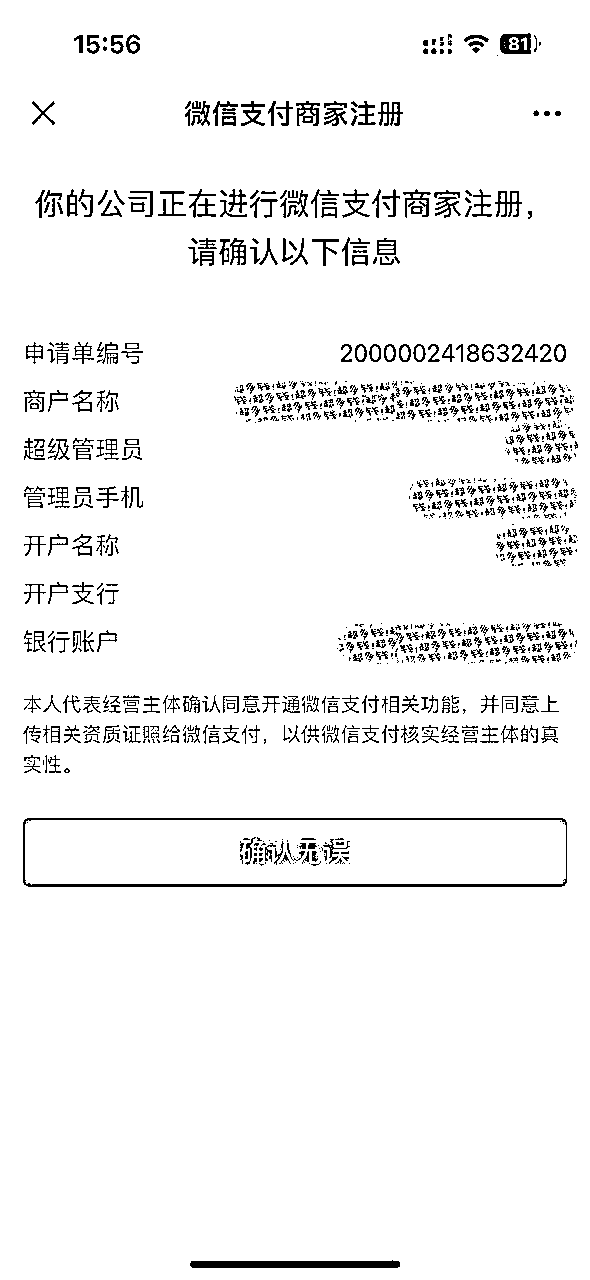 15:56
81
微信支付商家注册
你的公司正在进行微信支付商家注册，
请确认以下信息
申请单编号 2000002418632420
商户名称
超级管理员
管理员手机
开户名称
开户支行
银行账户
本人代表经营主体确认同意开通微信支付相关功能，并同意上
传相关资质证照给微信支付，以供微信支付核实经营主体的真
实性。
确认无误